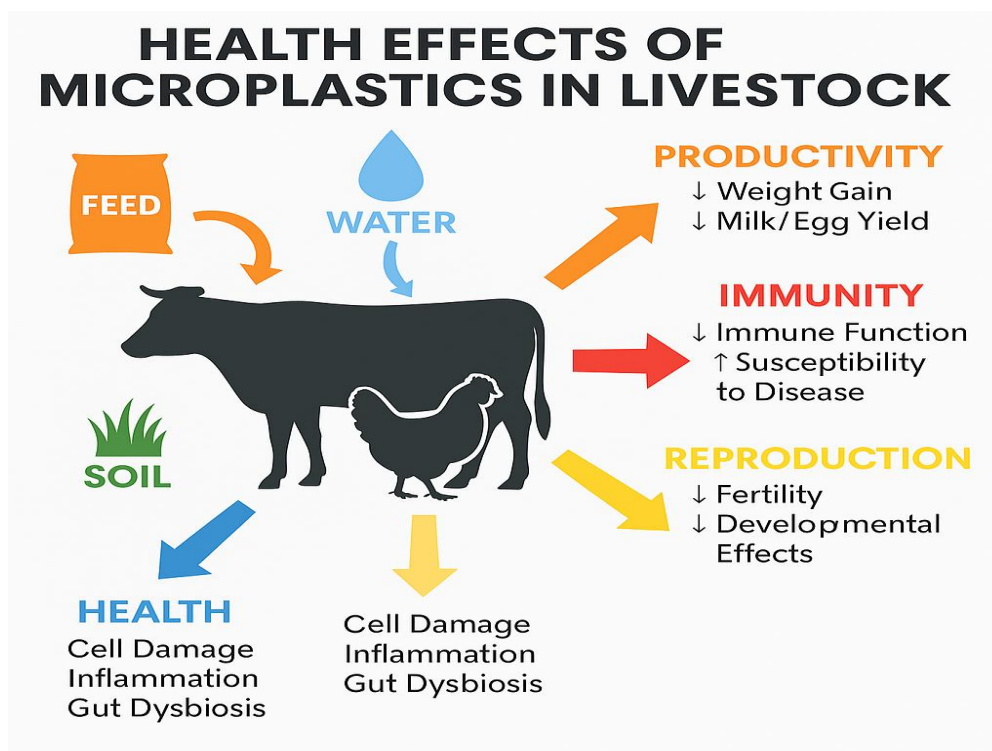 HEALTH EFFECTS OF
MICROPLASTICS IN LIVESTOCK
FEED
WATER
SOIL
PRODUCTIVITY
↓ Weight Gain
↓ Milk/Egg Yield
IMMUNITY
↓ Immune Function
↑ Susceptibility
to Disease
REPRODUCTION
↓ Fertility
↓ Developmental
Effects
HEALTH
Cell Damage
Inflammation
Gut Dysbiosis
Cell Damage
Inflammation
Gut Dysbiosis